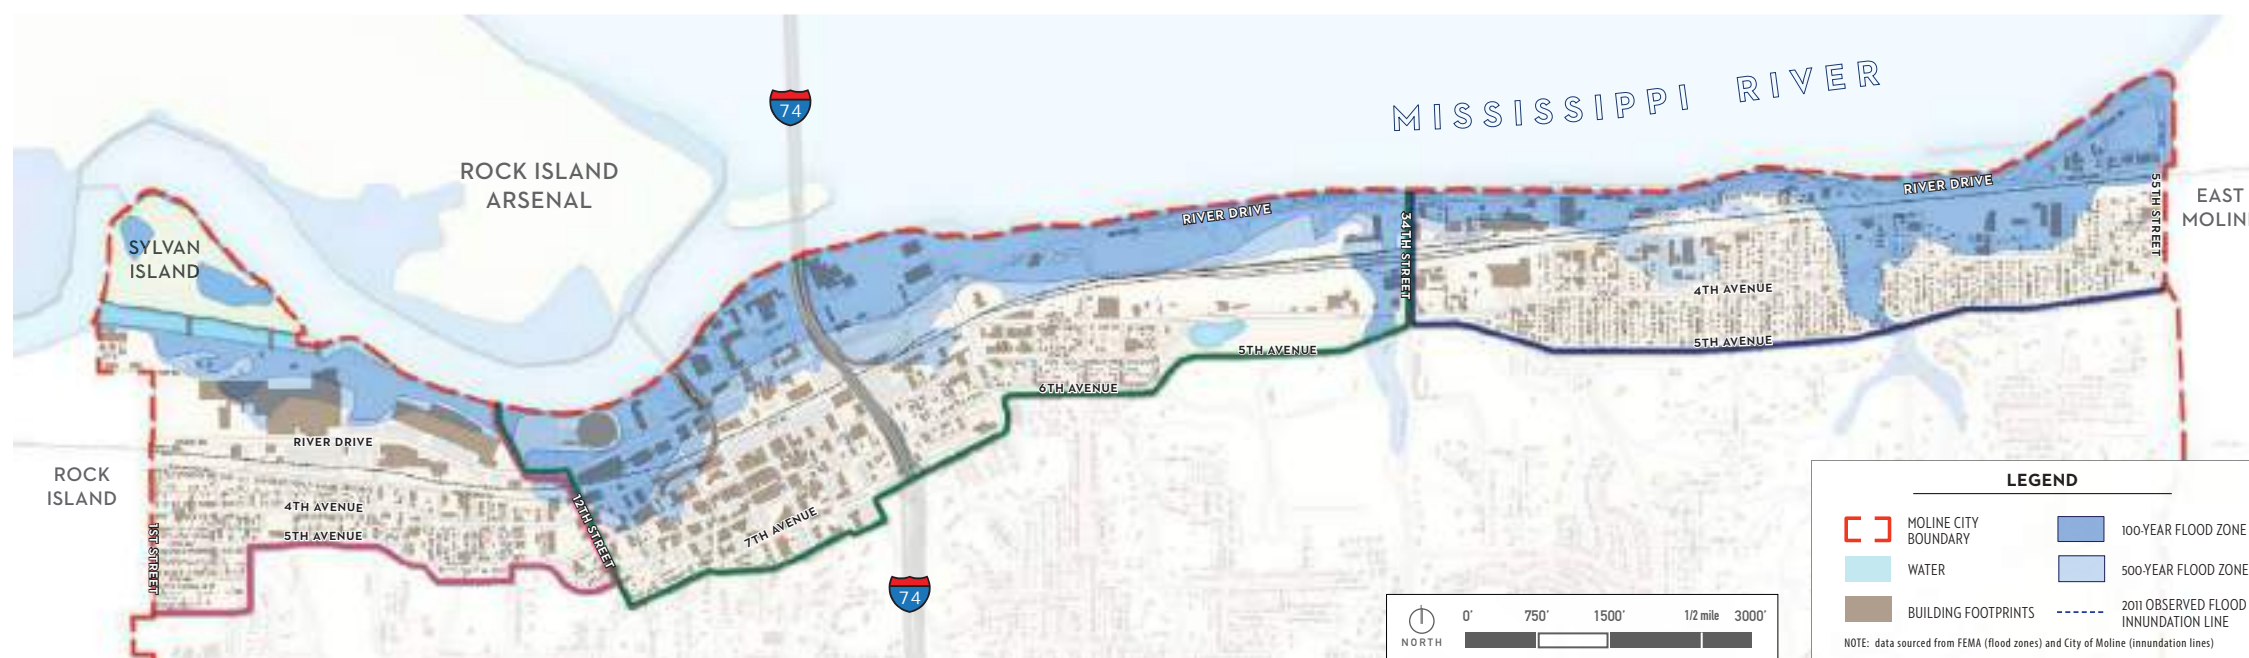 MISSISSIPPI RIVER
74
ROCK ISLAND
ARSENAL
SYLVAN
ISLAND
RIVER DRIVE
RIVER DRIVE
34TH STREET
55TH STREET
EAST
4TH AVENUE
5TH AVENUE
5TH AVENUE
6TH AVENUE
RIVER DRIVE
ROCK
ISLAND
4TH AVENUE
5TH AVENUE
1ST STREET
12TH STREET
7TH AVENUE
74
NORTH
0' 750' 1500' 1/2 mile 3000'
LEGEND
MOLINE CITY
BOUNDARY
WATER
BUILDING FOOTPRINTS
100-YEAR FLOOD ZONE
500-YEAR FLOOD ZONE
2011 OBSERVED FLOOD
INNUNDATION LINE
NOTE: data sourced from FEMA (flood zones) and City of Moline (innundation lines)